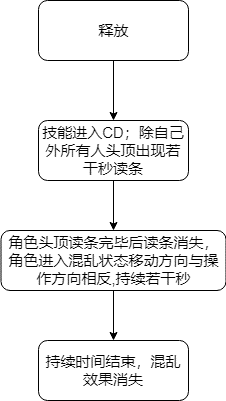 释放
技能进入CD；除自己
外所有人头顶出现若
干秒读条
角色头顶读条完毕后读条消失，
角色进入混乱状态移动方向与操
作方向相反,持续若干秒
持续时间结束，混乱
效果消失